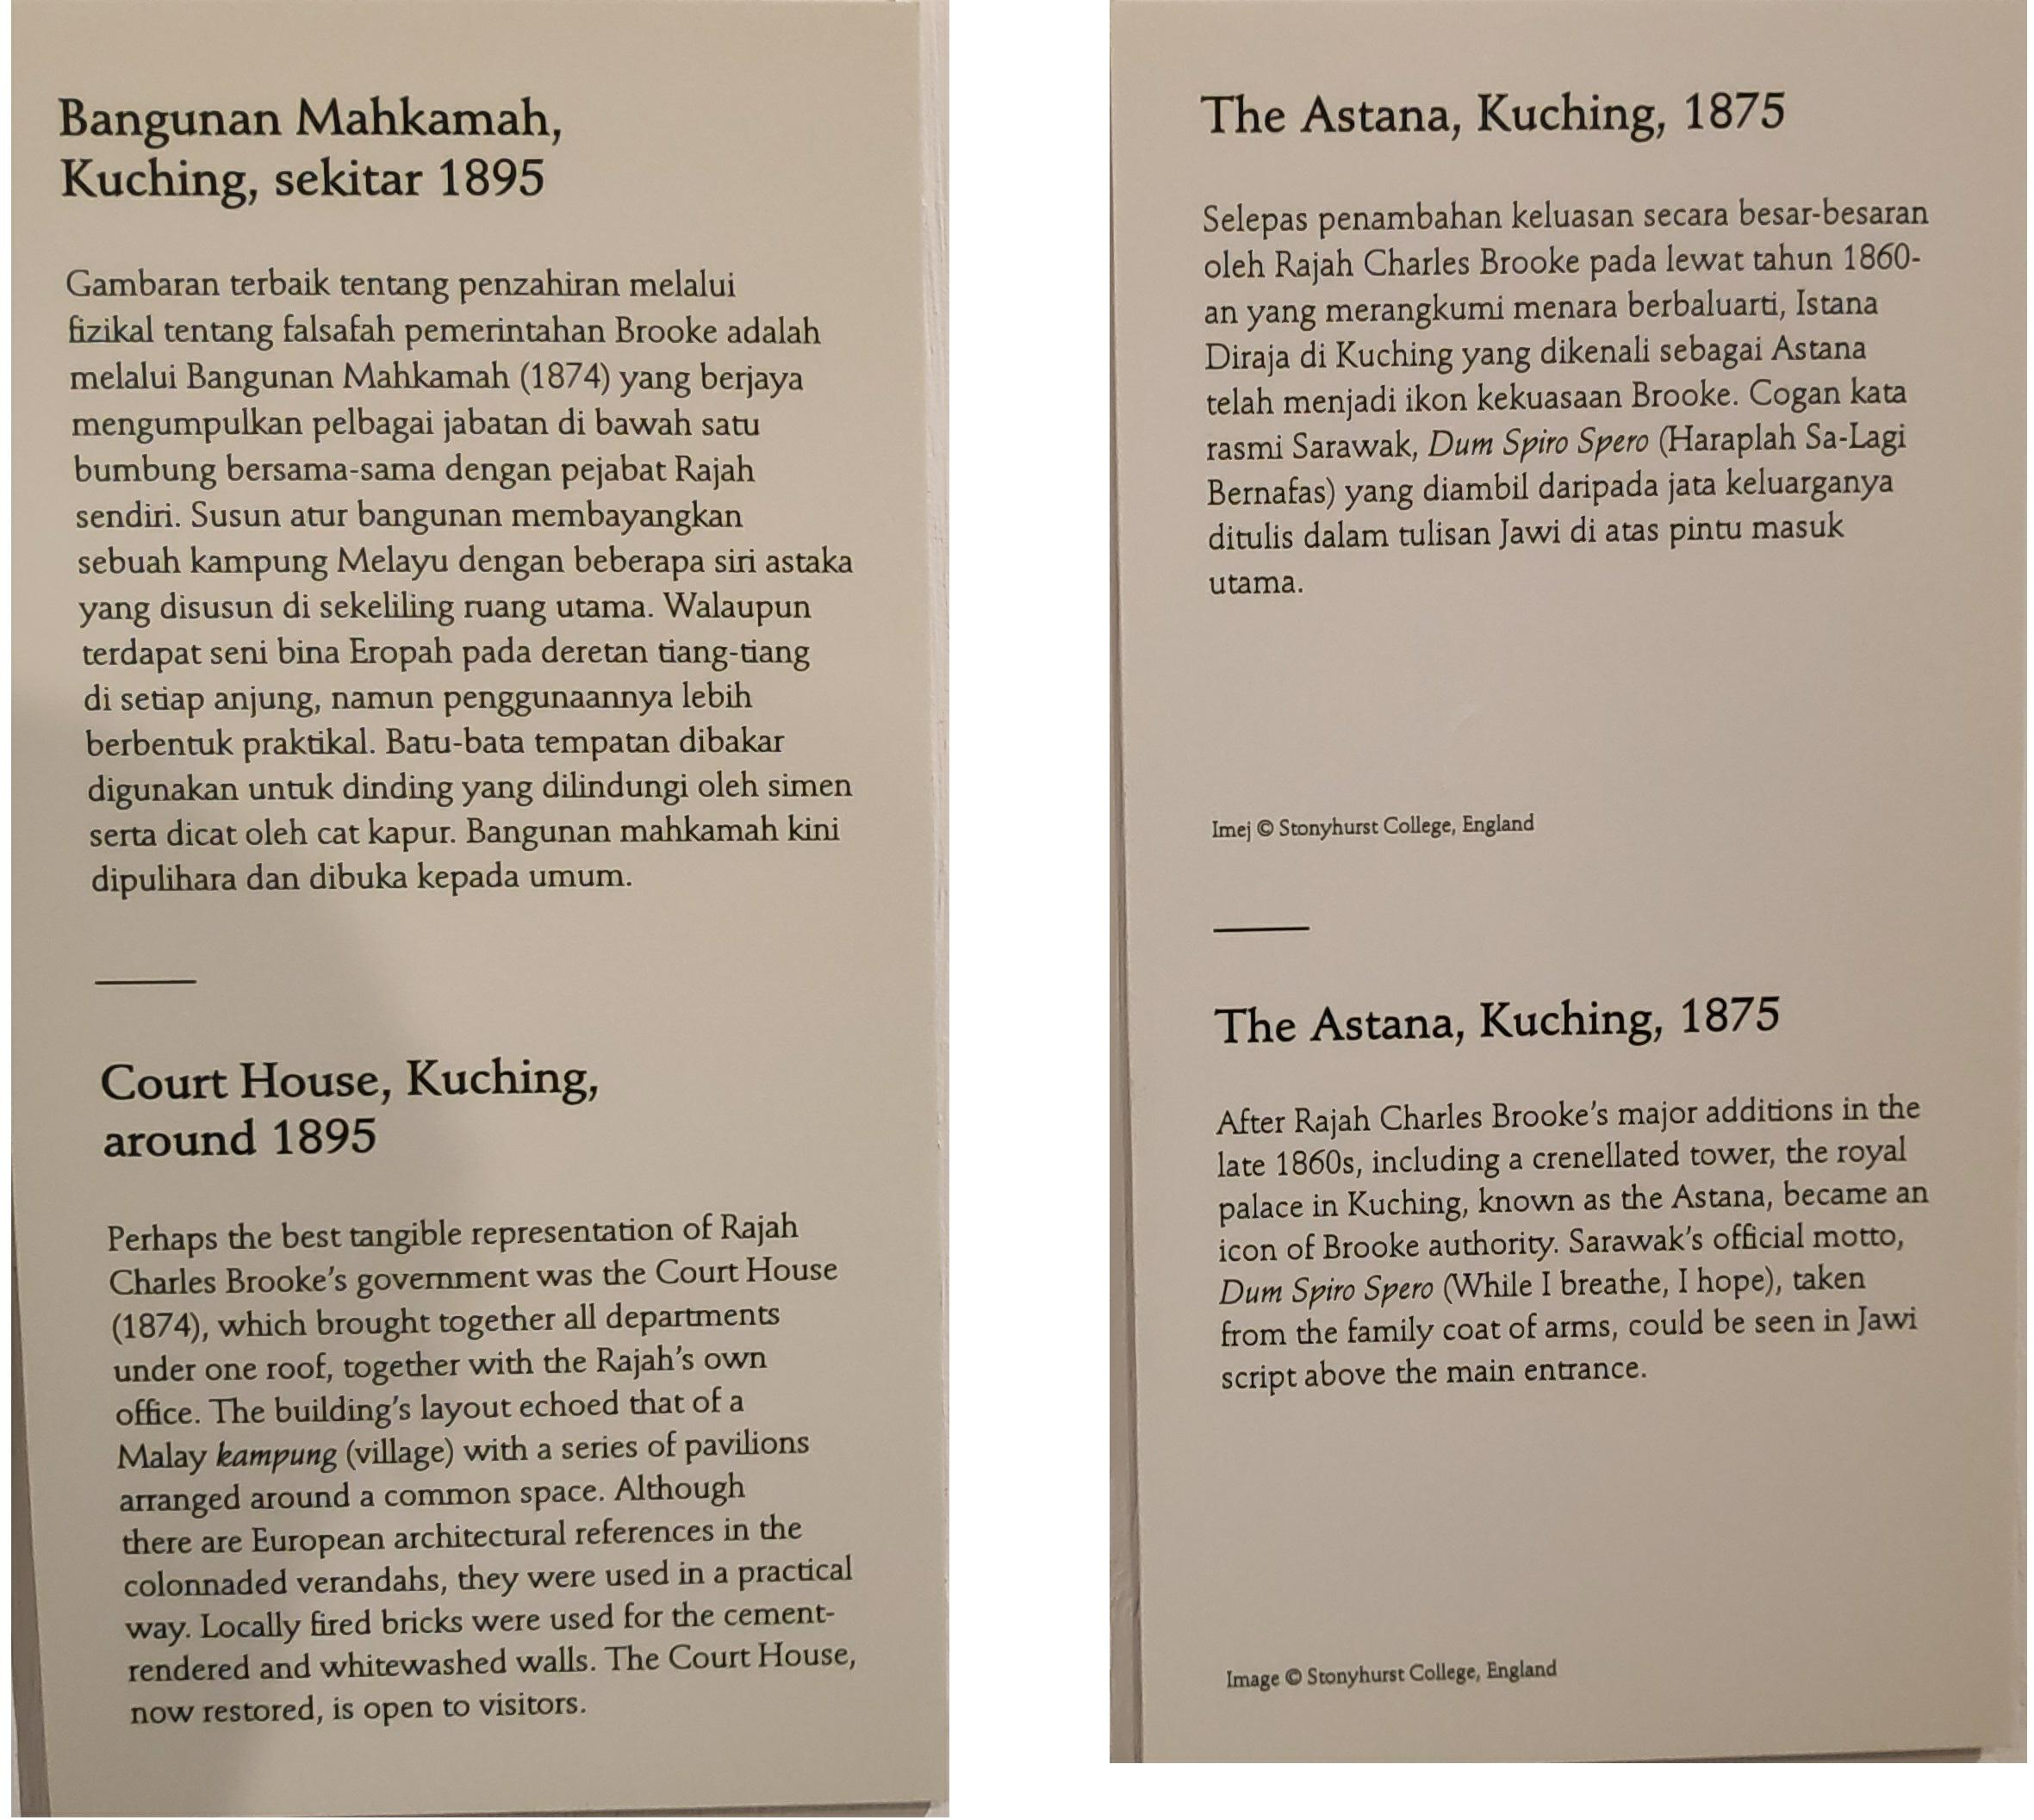 Bangunan Mahkamah,
Kuching, sekitar 1895
Gambaran terbaik tentang penzahiran melalui
fizikal tentang falsafah pemerintahan Brooke adalah
melalui Bangunan Mahkamah (1874) yang berjaya
mengumpulkan pelbagai jabatan di bawah satu
bumbung bersama-sama dengan pejabat Rajah
sendiri. Susun atur bangunan membayangkan
sebuah kampung Melayu dengan beberapa siri astaka
yang disusun di sekeliling ruang utama. Walaupun
terdapat seni bina Eropah pada deretan tiang-tiang
di setiap anjung, namun penggunaannya lebih
berbentuk praktikal. Batu-bata tempatan dibakar
digunakan untuk dinding yang dilindungi oleh simen
serta dicat oleh cat kapur. Bangunan mahkamah kini
dipulihara dan dibuka kepada umum.
Court House, Kuching,
around 1895
Perhaps the best tangible representation of Rajah
Charles Brooke's government was the Court House
(1874), which brought together all departments
under one roof, together with the Rajah's own
office. The building's layout echoed that of a
Malay kampung (village) with a series of pavilions
arranged around a common space. Although
there are European architectural references in the
colonnaded verandahs, they were used in a practical
way. Locally fired bricks were used for the cement-
rendered and whitewashed walls. The Court House,
now restored, is open to visitors.
The Astana, Kuching, 1875
Selepas penambahan keluasan secara besar-besaran
oleh Rajah Charles Brooke pada lewat tahun 1860-
an yang merangkumi menara berbaluarti, Istana
Diraja di Kuching yang dikenali sebagai Astana
telah menjadi ikon kekuasaan Brooke. Cogan kata
rasmi Sarawak, Dum Spiro Spero (Haraplah Sa-Lagi
Bernafas) yang diambil daripada jata keluarganya
ditulis dalam tulisan Jawi di atas pintu masuk
utama.
Imej © Stonyhurst College, England
The Astana, Kuching, 1875
After Rajah Charles Brooke's major additions in the
late 1860s, including a crenellated tower, the royal
palace in Kuching, known as the Astana, became an
icon of Brooke authority. Sarawak's official motto,
Dum Spiro Spero (While I breathe, I hope), taken
from the family coat of arms, could be seen in Jawi
script above the main entrance.
Image © Stonyhurst College, England